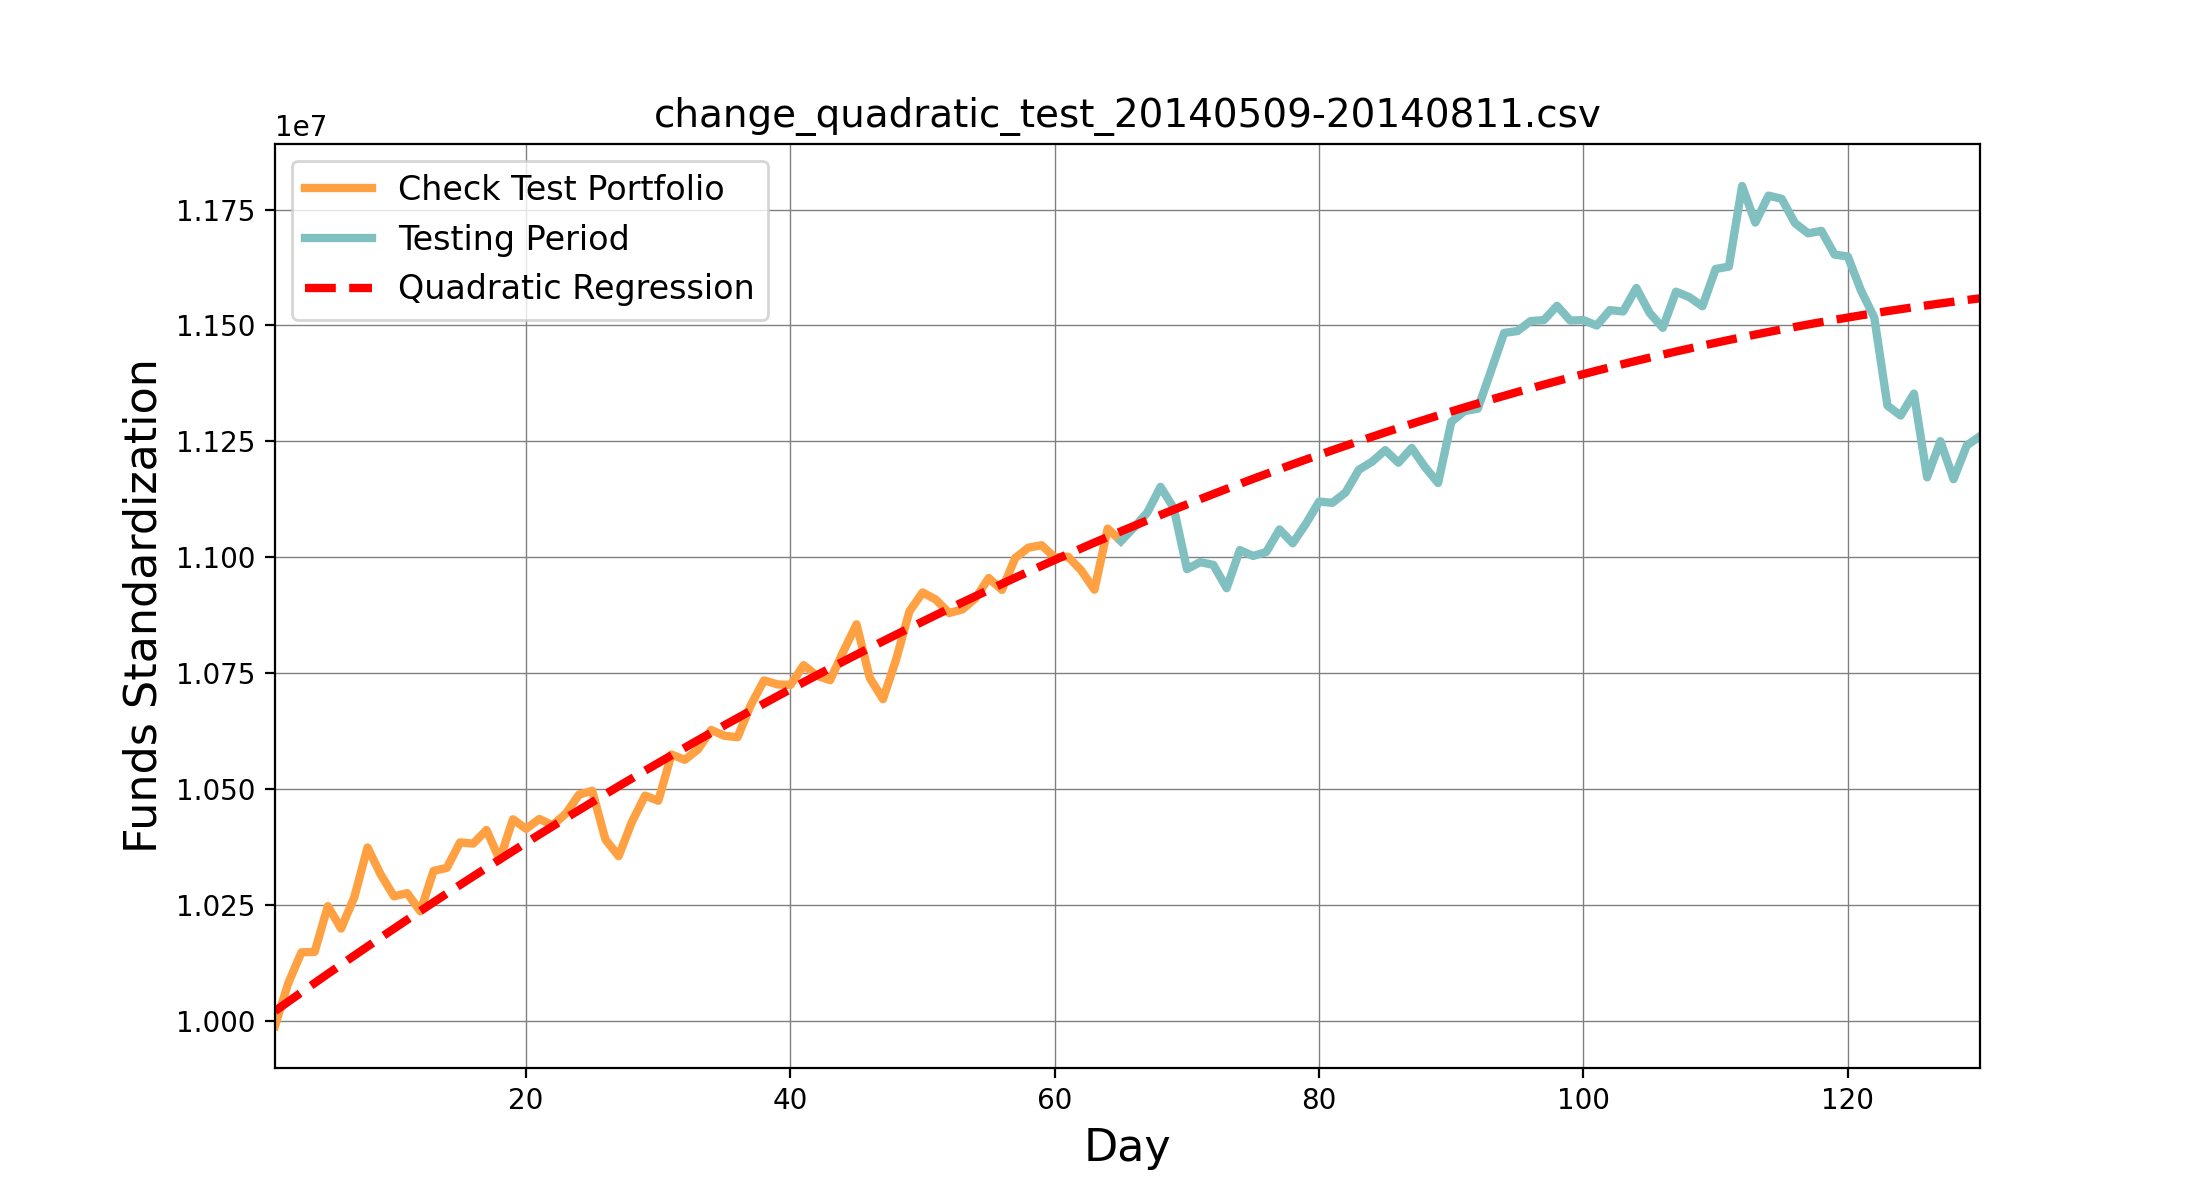 change_quadratic_test_20140509-20140811.csv
1e7
Check Test Portfolio
Testing Period
Quadratic Regression
1.175
1.150
1.125
1.100
1.075
1.050
1.025
1.000
Funds Standardization
20 40 60 80 100 120
Day